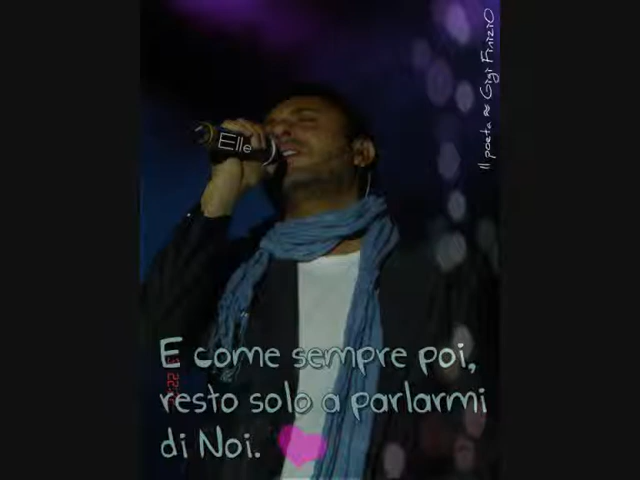 Il poeta ≈ Gigi FiniziO
Elle
E come sempre poi,
resto solo a parlarmi
di Noi.